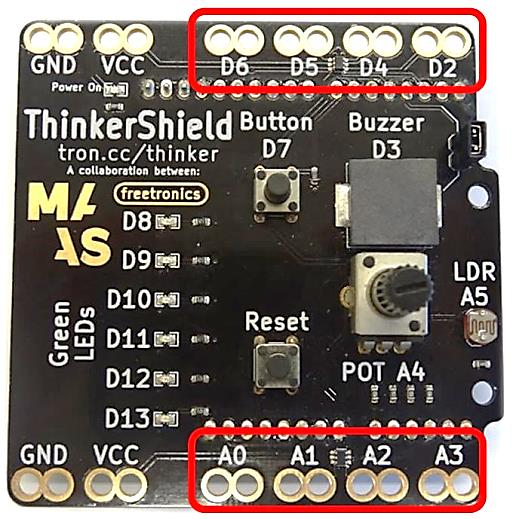 GND VCC D6 D5 D4 D2
Power On
ThinkerShield
tron.cc/thinker
A collaboration between:
freetronics
MAAS
Button
D7
Buzzer
D3
D8
D9
D10
D11
D12
D13
Green
LEDs
Reset
POT A4
LDR
A5
GND VCC A0 A1 A2 A3